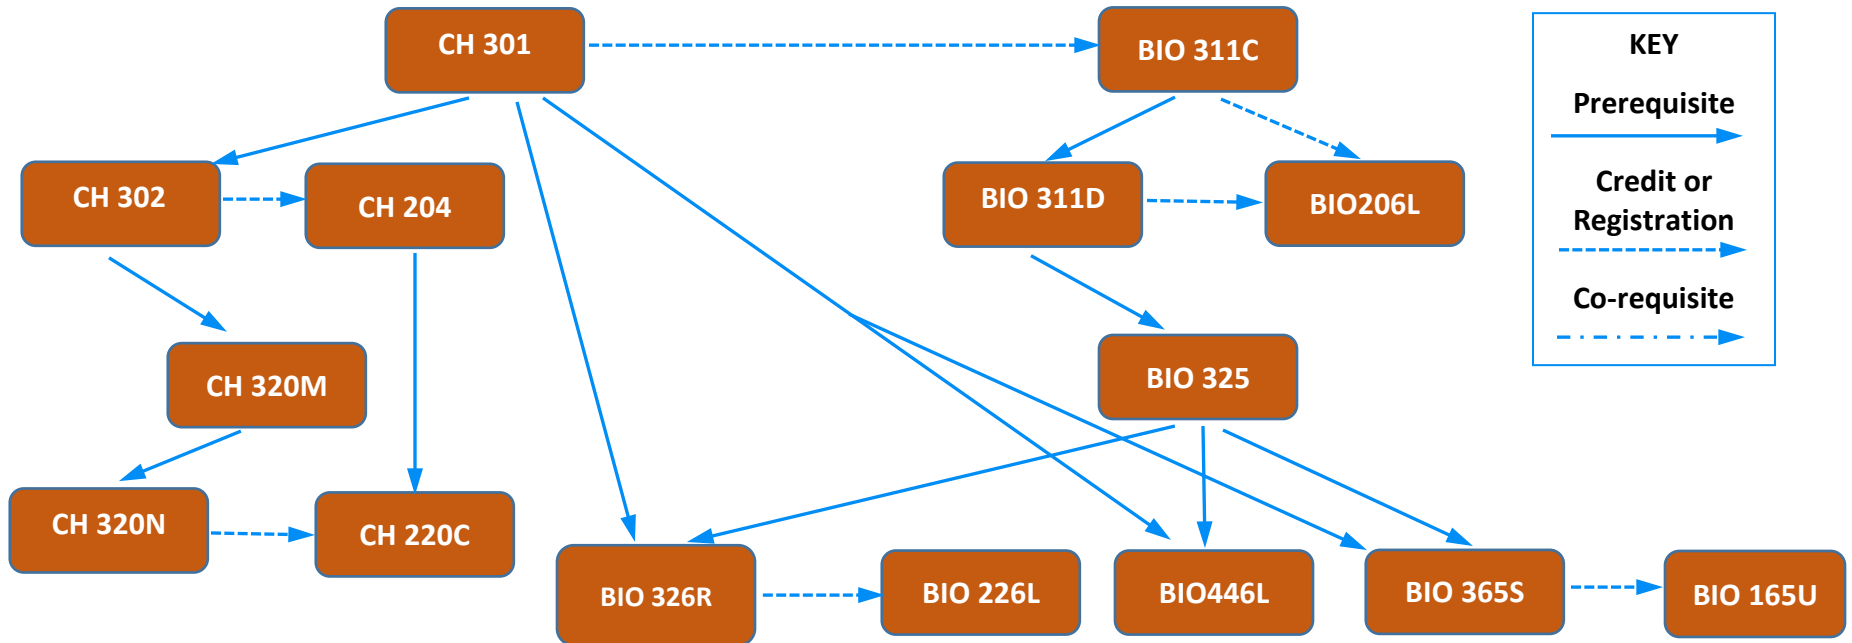 CH 301
BIO 311C
KEY
Prerequisite
Credit or
Registration
Co-requisite
CH 302
CH 204
BIO 311D
BIO206L
CH 320M
BIO 325
CH 320N
CH 220C
BIO 326R
BIO 226L
BIO446L
BIO 365S
BIO 165U